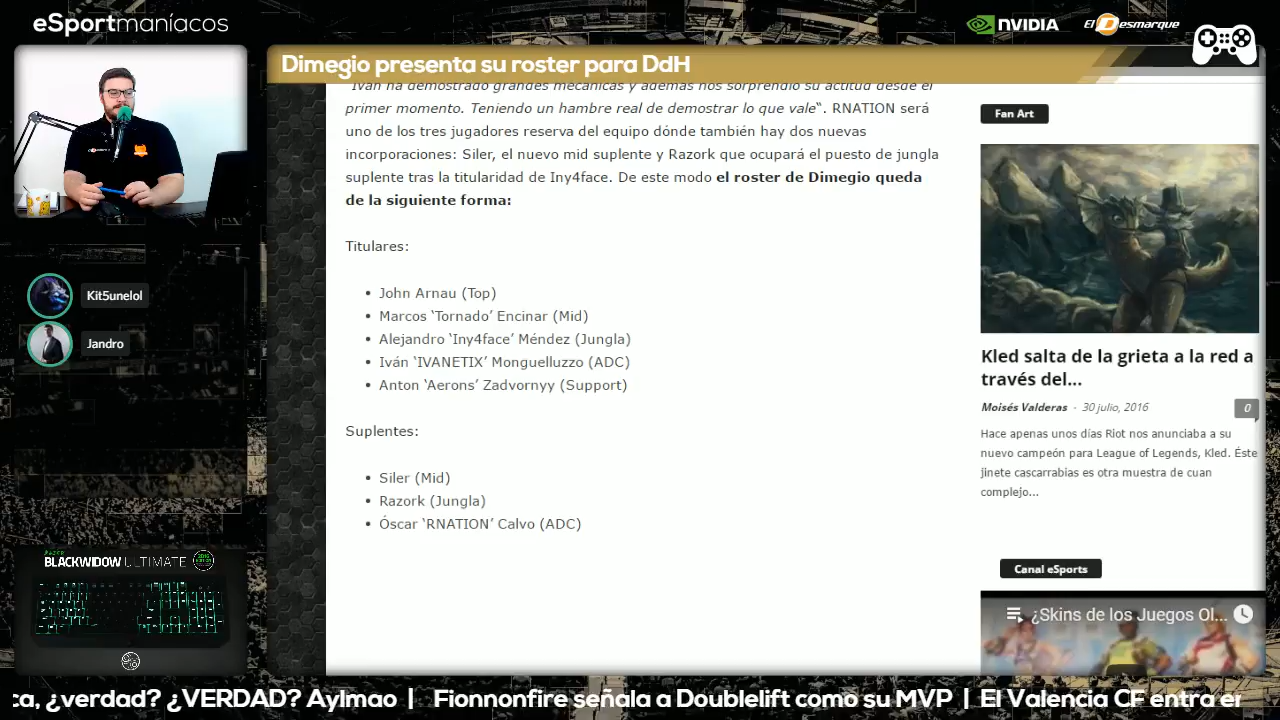 eSportmaníacos
NVIDIA
El Desmarque
Dimegio presenta su roster para DdH
"Iván ha demostrado grandes mecánicas y además nos sorprendió su actitud desde el
primer momento. Teniendo un hambre real de demostrar lo que vale“. RNATION será
uno de los tres jugadores reserva del equipo dónde también hay dos nuevas
incorporaciones: Siler, el nuevo mid suplente y Razork que ocupará el puesto de jungla
suplente tras la titularidad de Iny4face. De este modo el roster de Dimegio queda
de la siguiente forma:
Titulares:
• John Arnau (Top)
• Marcos ‘Tornado’ Encinar (Mid)
• Alejandro ‘Iny4face’ Méndez (Jungla)
• Iván ‘IVANETIX’ Monguelluzzo (ADC)
• Anton ‘Aerons’ Zadvornyy (Support)
Suplentes:
• Siler (Mid)
• Razork (Jungla)
• Óscar ‘RNATION’ Calvo (ADC)
Fan Art
Kled salta de la grieta a la red a
través del...
Moisés Valderas - 30 julio, 2016
0
Hace apenas unos días Riot nos anunciaba a su
nuevo campeón para League of Legends, Kled. Éste
jinete cascarrabias es otra muestra de cuan
complejo...
Canal eSports
¿Skins de los Juegos Ol...
Kit5unelol
Jandro
RAZER
BLACKWIDOW ULTIMATE
ca, ¿verdad? ¿VERDAD? Aylmao | Fionnonfire señala a Doublelift como su MVP | El Valencia CF entra en